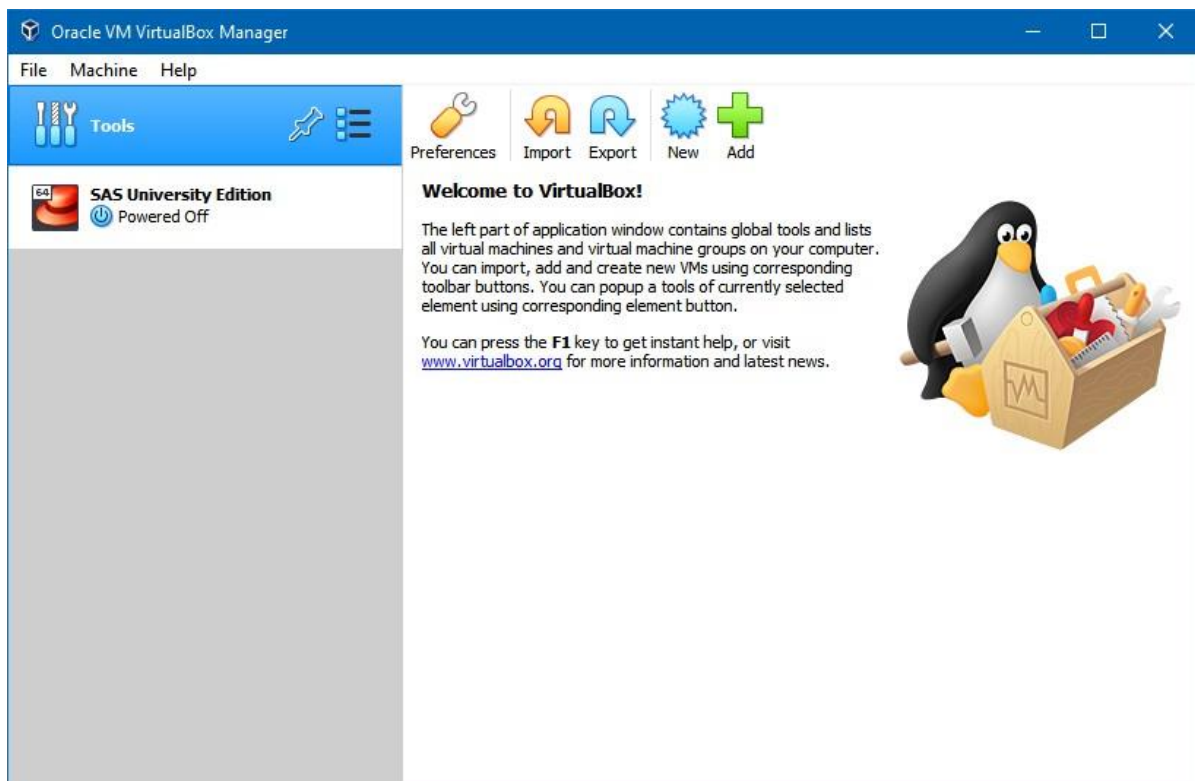 Oracle VM VirtualBox Manager
File Machine Help
Tools
Preferences Import Export New Add
64
SAS University Edition
Powered Off
Welcome to VirtualBox!
The left part of application window contains global tools and lists
all virtual machines and virtual machine groups on your computer.
You can import, add and create new VMs using corresponding
toolbar buttons. You can popup a tools of currently selected
element using corresponding element button.
You can press the F1 key to get instant help, or visit
www.virtualbox.org for more information and latest news.